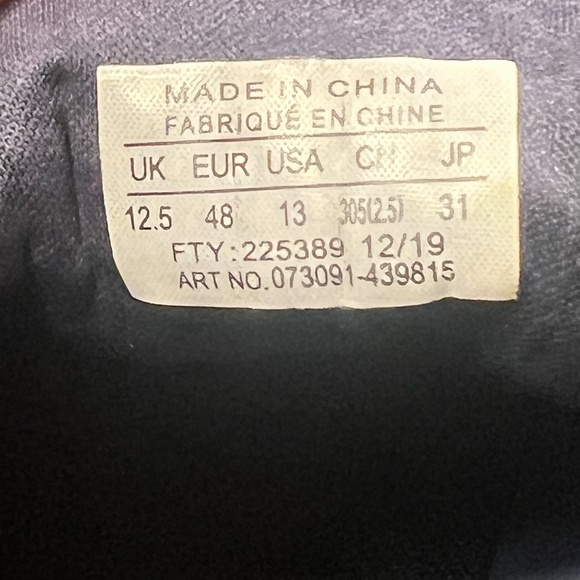 MADE IN CHINA
FABRIQUÉ EN CHINE
UK EUR USA CH JP
12.5 48 13 305(2.5) 31
FTY:225389 12/19
ART NO.073091-439815